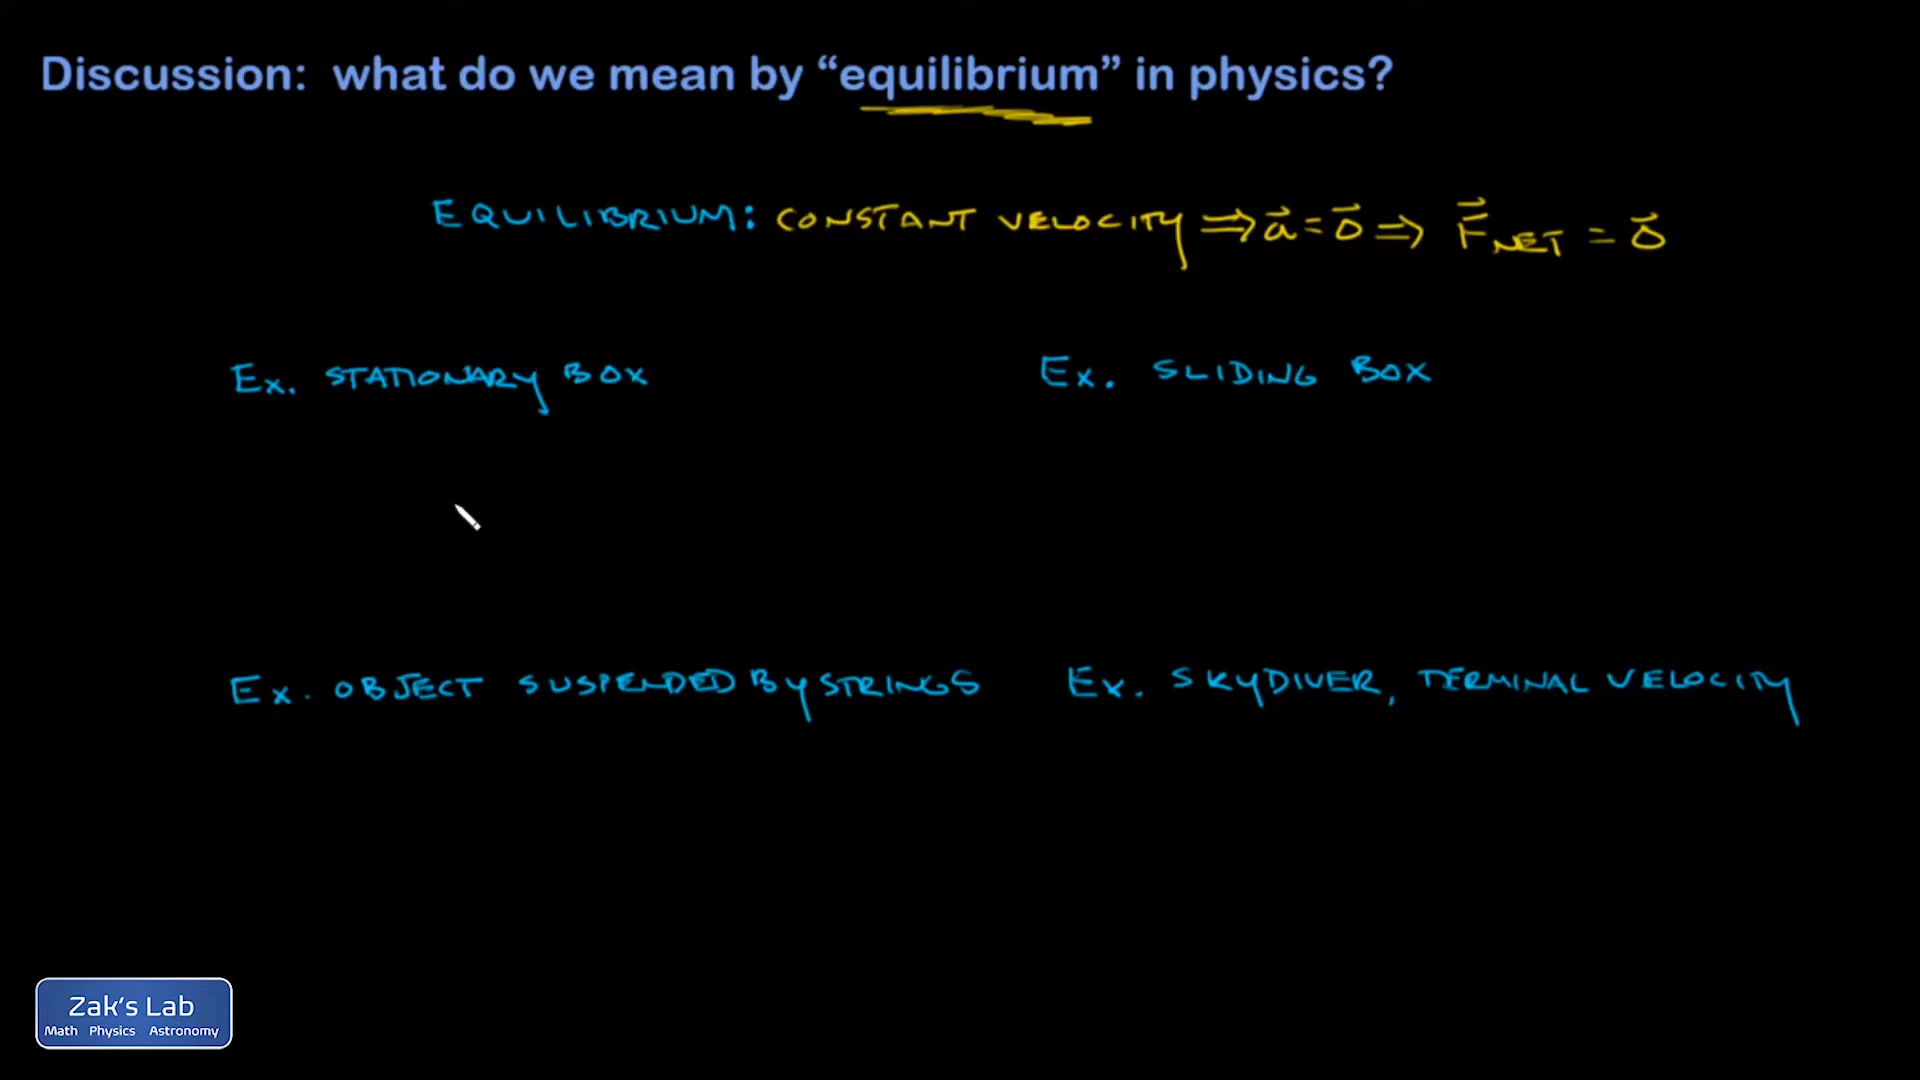 Discussion: what do we mean by “equilibrium” in physics?
EQUILIBRIUM: CONSTANT VELOCITY ⇒ a⃗ = 0⃗ ⇒ F⃗NET = 0⃗
Ex. STATIONARY BOX
Ex. SLIDING BOX
Ex. OBJECT SUSPENDED BY STRINGS
Ex. SKYDIVER, TERMINAL VELOCITY
Zak's Lab
Math Physics Astronomy